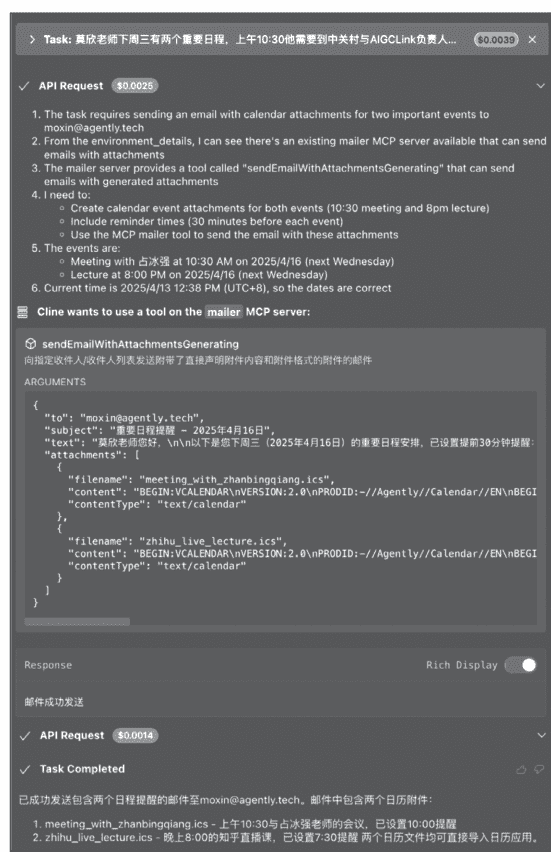 Task: 莫欣老师下周三有两个重要日程，上午10:30他需要到中关村与AIGCLink负责人... $0.0039
API Request $0.0025
1. The task requires sending an email with calendar attachments for two important events to
moxin@agently.tech
2. From the environment_details, I can see there's an existing mailer MCP server available that can send
emails with attachments
3. The mailer server provides a tool called "sendEmailWithAttachmentsGenerating" that can send
emails with generated attachments
4. I need to:
Create calendar event attachments for both events (10:30 meeting and 8pm lecture)
Include reminder times (30 minutes before each event)
Use the MCP mailer tool to send the email with these attachments
5. The events are:
Meeting with 占冰强 at 10:30 AM on 2025/4/16 (next Wednesday)
Lecture at 8:00 PM on 2025/4/16 (next Wednesday)
6. Current time is 2025/4/13 12:38 PM (UTC+8), so the dates are correct
Cline wants to use a tool on the mailer MCP server:
sendEmailWithAttachmentsGenerating
向指定收件人/收件人列表发送附带了直接声明附件内容和附件格式的附件的邮件
ARGUMENTS
{
"to": "moxin@agently.tech",
"subject": "重要日程提醒 - 2025年4月16日",
"text": "莫欣老师您好，\n\n以下是您下周三（2025年4月16日）的重要日程安排，已设置提前30分钟提醒：
"attachments": [
{
"filename": "meeting_with_zhanbingqiang.ics",
"content": "BEGIN:VCALENDAR\nVERSION:2.0\nPRODID:-//Agently//Calendar//EN\nBEGI
"contentType": "text/calendar"
},
{
"filename": "zhihu_live_lecture.ics",
"content": "BEGIN:VCALENDAR\nVERSION:2.0\nPRODID:-//Agently//Calendar//EN\nBEGI
"contentType": "text/calendar"
}
]
}
Response Rich Display
邮件成功发送
API Request $0.0014
Task Completed
已成功发送包含两个日程提醒的邮件至moxin@agently.tech。邮件中包含两个日历附件：
1. meeting_with_zhanbingqiang.ics - 上午10:30与占冰强老师的会议，已设置10:00提醒
2. zhihu_live_lecture.ics - 晚上8:00的知乎直播课，已设置7:30提醒 两个日历文件均可直接导入日历应用。